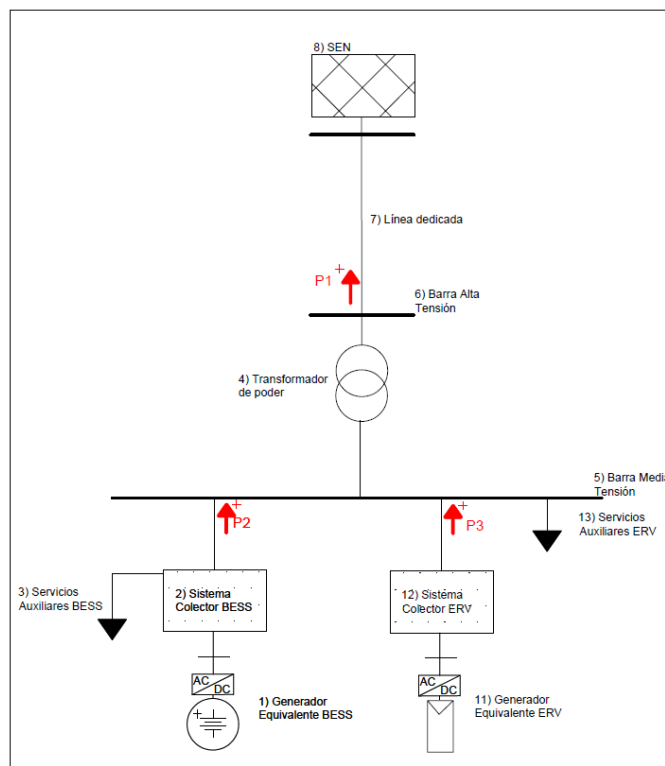 8) SEN
7) Línea dedicada
+
P1
6) Barra Alta
Tensión
4) Transformador
de poder
5) Barra Media
Tensión
+
P2
+
P3
13) Servicios
Auxiliares ERV
3) Servicios
Auxiliares BESS
2) Sistema
Colector BESS
12) Sistema
Colector ERV
AC
DC
AC
DC
+
1) Generador
Equivalente BESS
11) Generador
Equivalente ERV